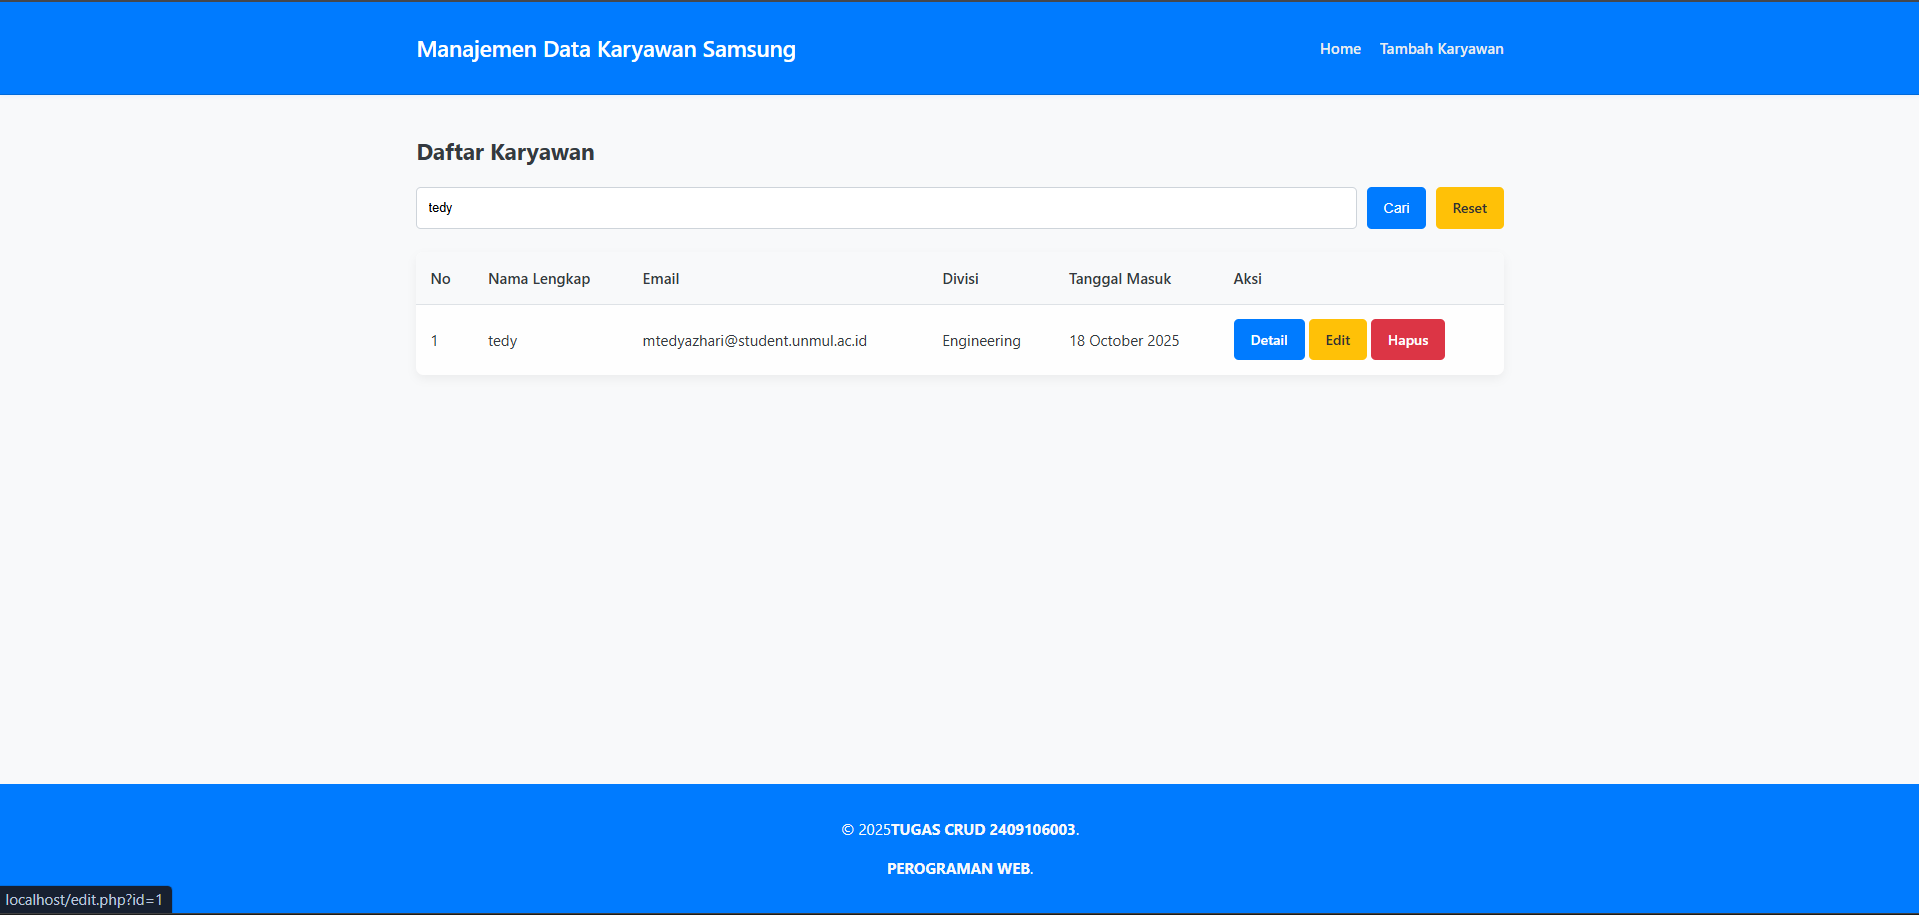 Manajemen Data Karyawan Samsung
Home Tambah Karyawan
Daftar Karyawan
tedy Cari Reset
No Nama Lengkap Email Divisi Tanggal Masuk Aksi
1 tedy mtedyazhari@student.unmul.ac.id Engineering 18 October 2025 Detail Edit Hapus
© 2025TUGAS CRUD 2409106003.
PEROGRAMAN WEB.
localhost/edit.php?id=1